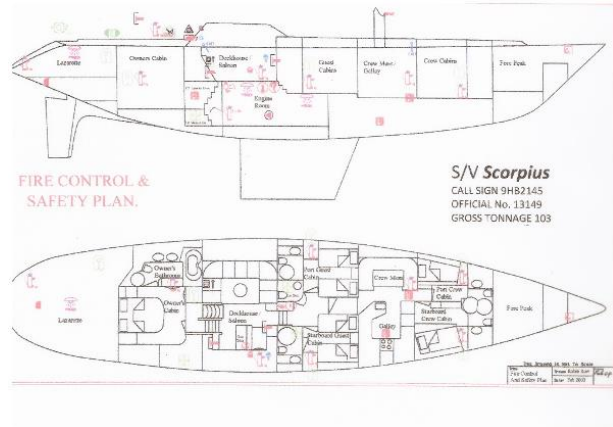 Lazarette
Owners Cabin
Deckhouse /
Saloon
Guest
Cabins
Crew Mess /
Galley
Crew Cabins
Fore Peak
Engine
Room
FIRE CONTROL &
SAFETY PLAN.
S/V Scorpius
CALL SIGN 9HB2145
OFFICIAL No. 13149
GROSS TONNAGE 103
Owner's
Bathroom
Port Guest
Cabin
Crew Mess
Port Crew
Cabin
Lazarette
Owner's
Cabin
Deckhouse /
Saloon
Starboard Guest
Cabin
Galley
Starboard
Crew Cabin
Fore Peak
Fire Control
And Safety Plan